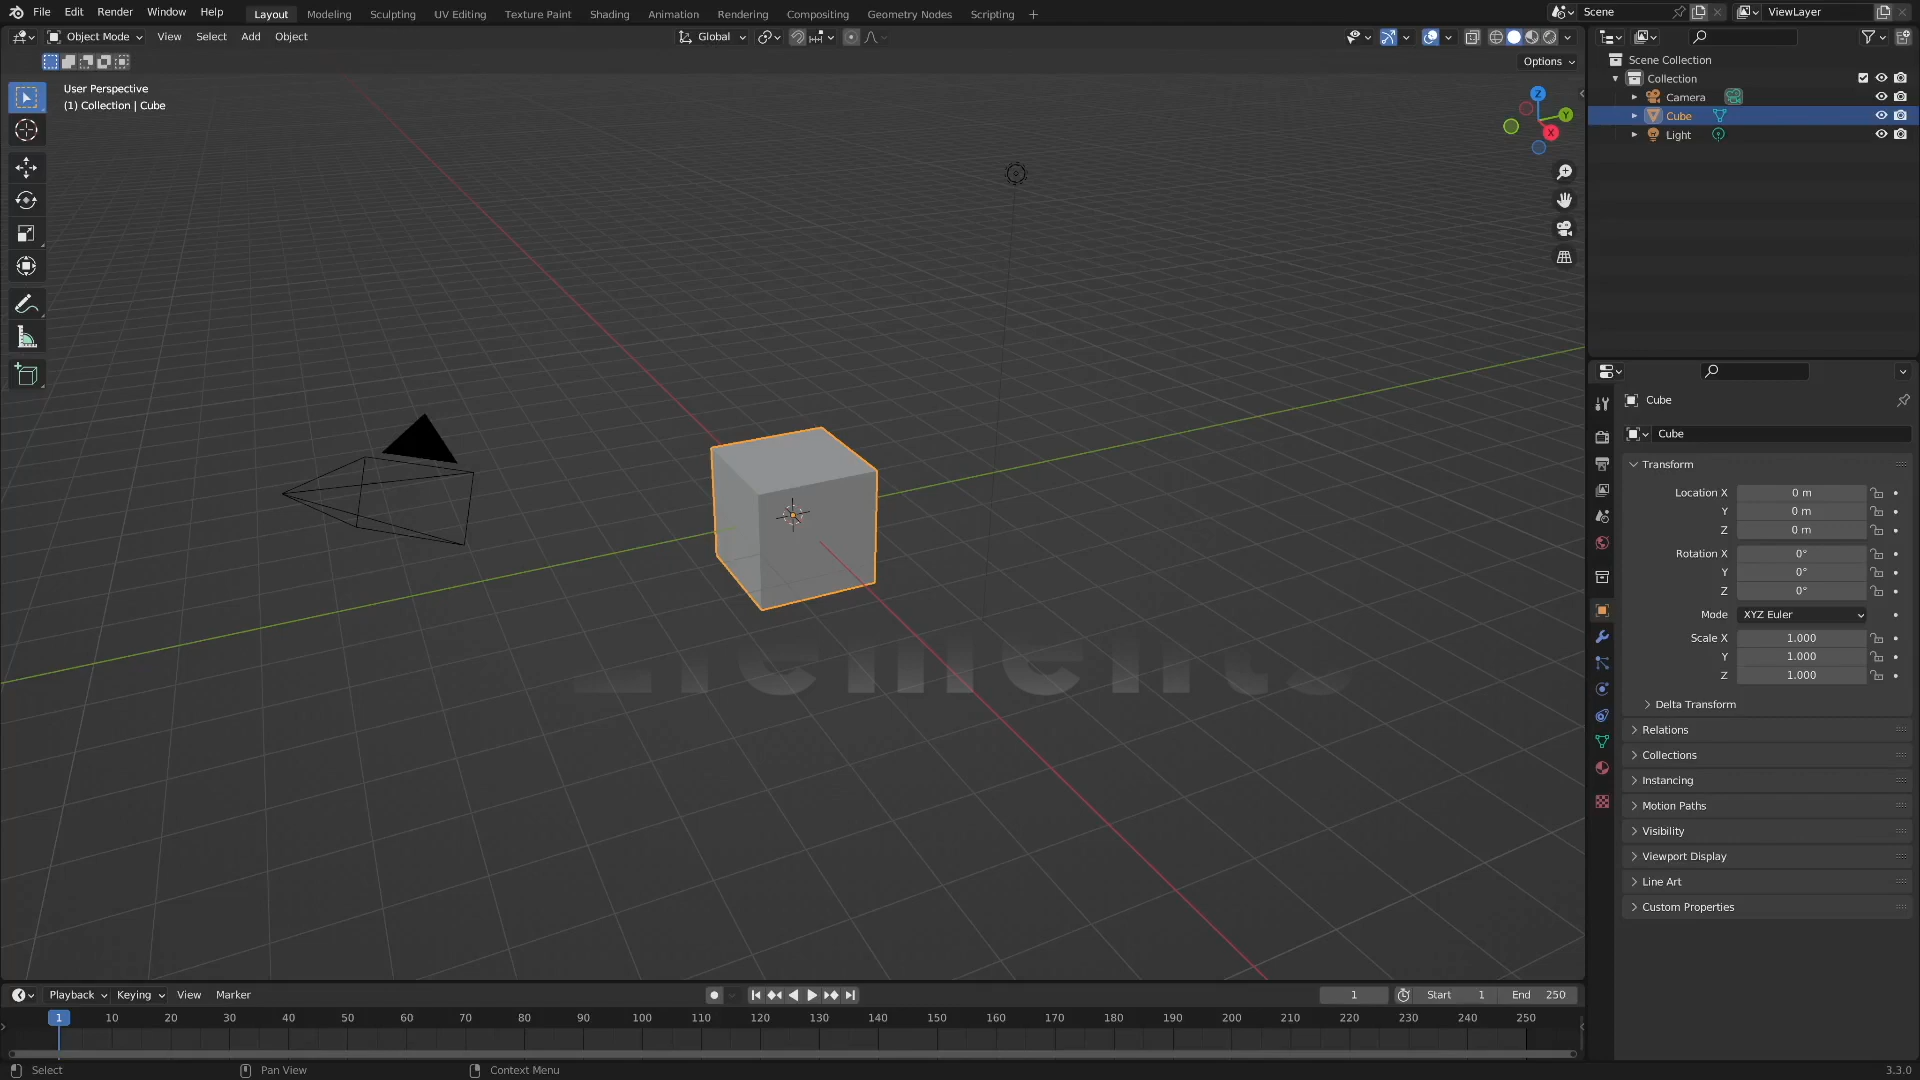 File Edit Render Window Help Layout Modeling Sculpting UV Editing Texture Paint Shading Animation Rendering Compositing Geometry Nodes Scripting + Scene ViewLayer
Object Mode View Select Add Object Global
Options
User Perspective
(1) Collection | Cube
Z
Y
X
Elements
Scene Collection
Collection
Camera
Cube
Light
Cube
Cube
Transform
Location X 0 m
Y 0 m
Z 0 m
Rotation X 0°
Y 0°
Z 0°
Mode XYZ Euler
Scale X 1.000
Y 1.000
Z 1.000
Delta Transform
Relations
Collections
Instancing
Motion Paths
Visibility
Viewport Display
Line Art
Custom Properties
Playback Keying View Marker 1 Start 1 End 250
1 10 20 30 40 50 60 70 80 90 100 110 120 130 140 150 160 170 180 190 200 210 220 230 240 250
Select Pan View Context Menu 3.3.0